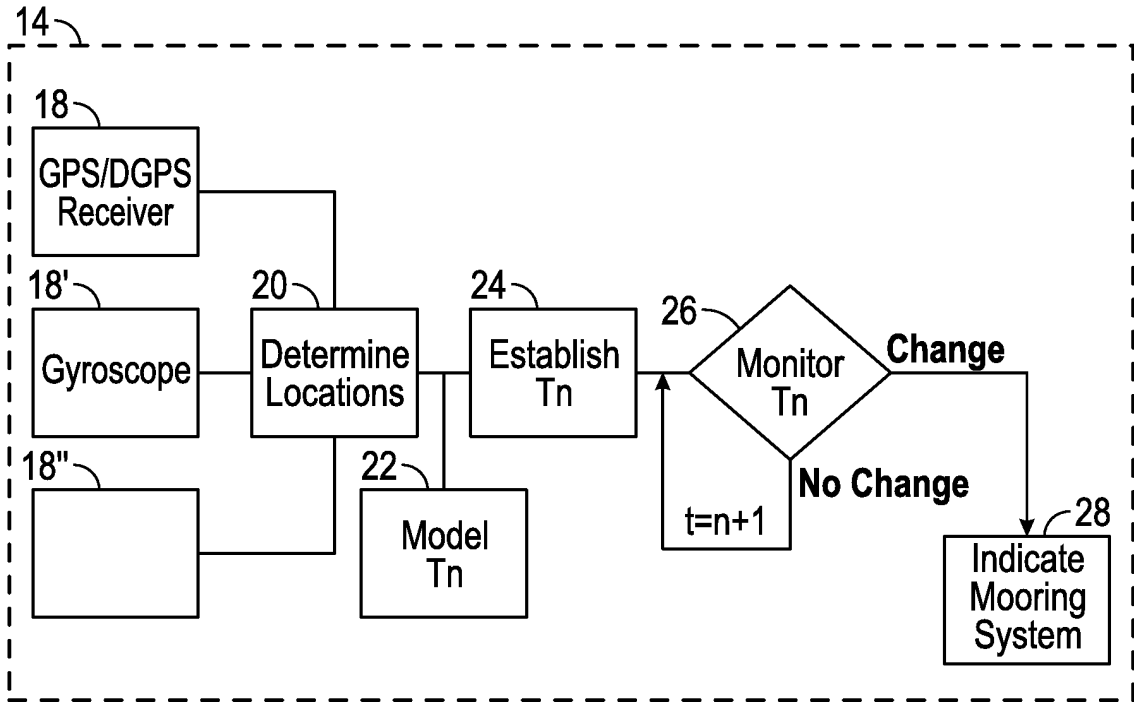 14
18
GPS/DGPS
Receiver
18'
Gyroscope
18"
20
Determine
Locations
22
Model
Tn
24
Establish
Tn
26
Monitor
Tn
Change
No Change
t=n+1
28
Indicate
Mooring
System